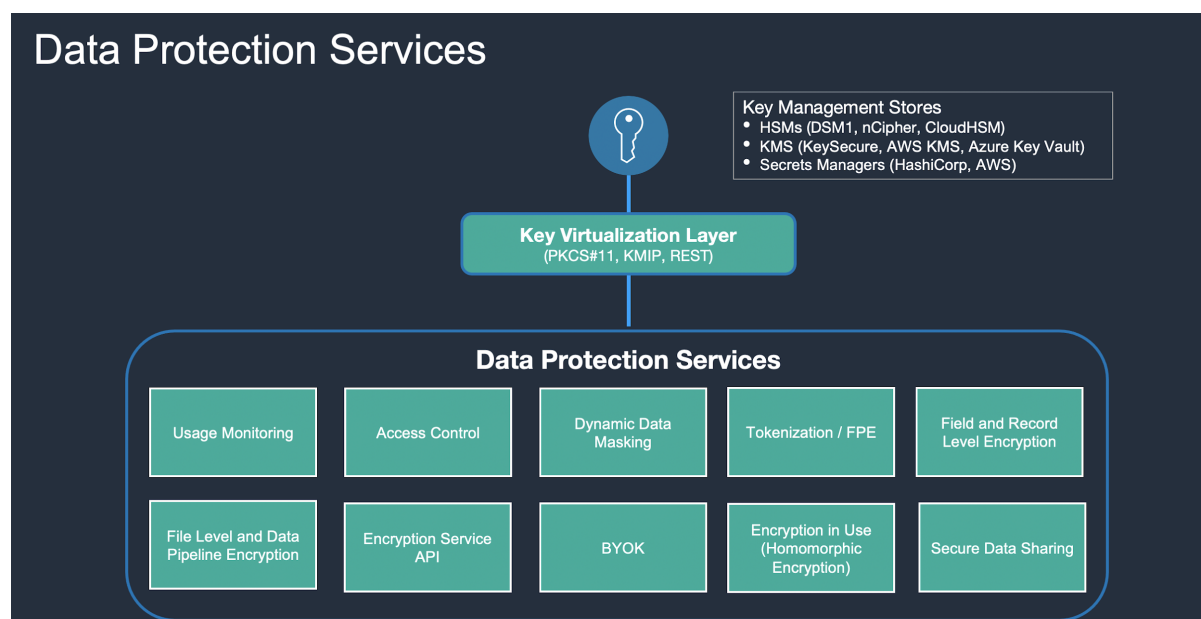 Data Protection Services
Key Management Stores
• HSMs (DSM1, nCipher, CloudHSM)
• KMS (KeySecure, AWS KMS, Azure Key Vault)
• Secrets Managers (HashiCorp, AWS)
Key Virtualization Layer
(PKCS#11, KMIP, REST)
Data Protection Services
Usage Monitoring
Access Control
Dynamic Data
Masking
Tokenization / FPE
Field and Record
Level Encryption
File Level and Data
Pipeline Encryption
Encryption Service
API
BYOK
Encryption in Use
(Homomorphic
Encryption)
Secure Data Sharing